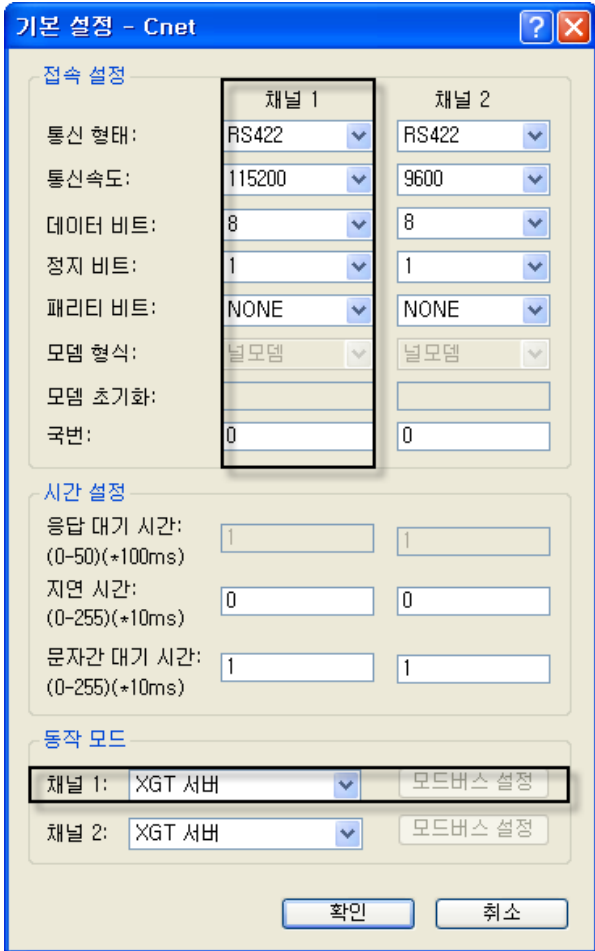 기본 설정 - Cnet
접속 설정
채널 1 채널 2
통신 형태: RS422 RS422
통신속도: 115200 9600
데이터 비트: 8 8
정지 비트: 1 1
패리티 비트: NONE NONE
모뎀 형식: 널모뎀 널모뎀
모뎀 초기화:
국번: 0 0
시간 설정
응답 대기 시간: 1 1
(0-50)(*100ms)
지연 시간: 0 0
(0-255)(*10ms)
문자간 대기 시간: 1 1
(0-255)(*10ms)
동작 모드
채널 1: XGT 서버 모드버스 설정
채널 2: XGT 서버 모드버스 설정
확인 취소